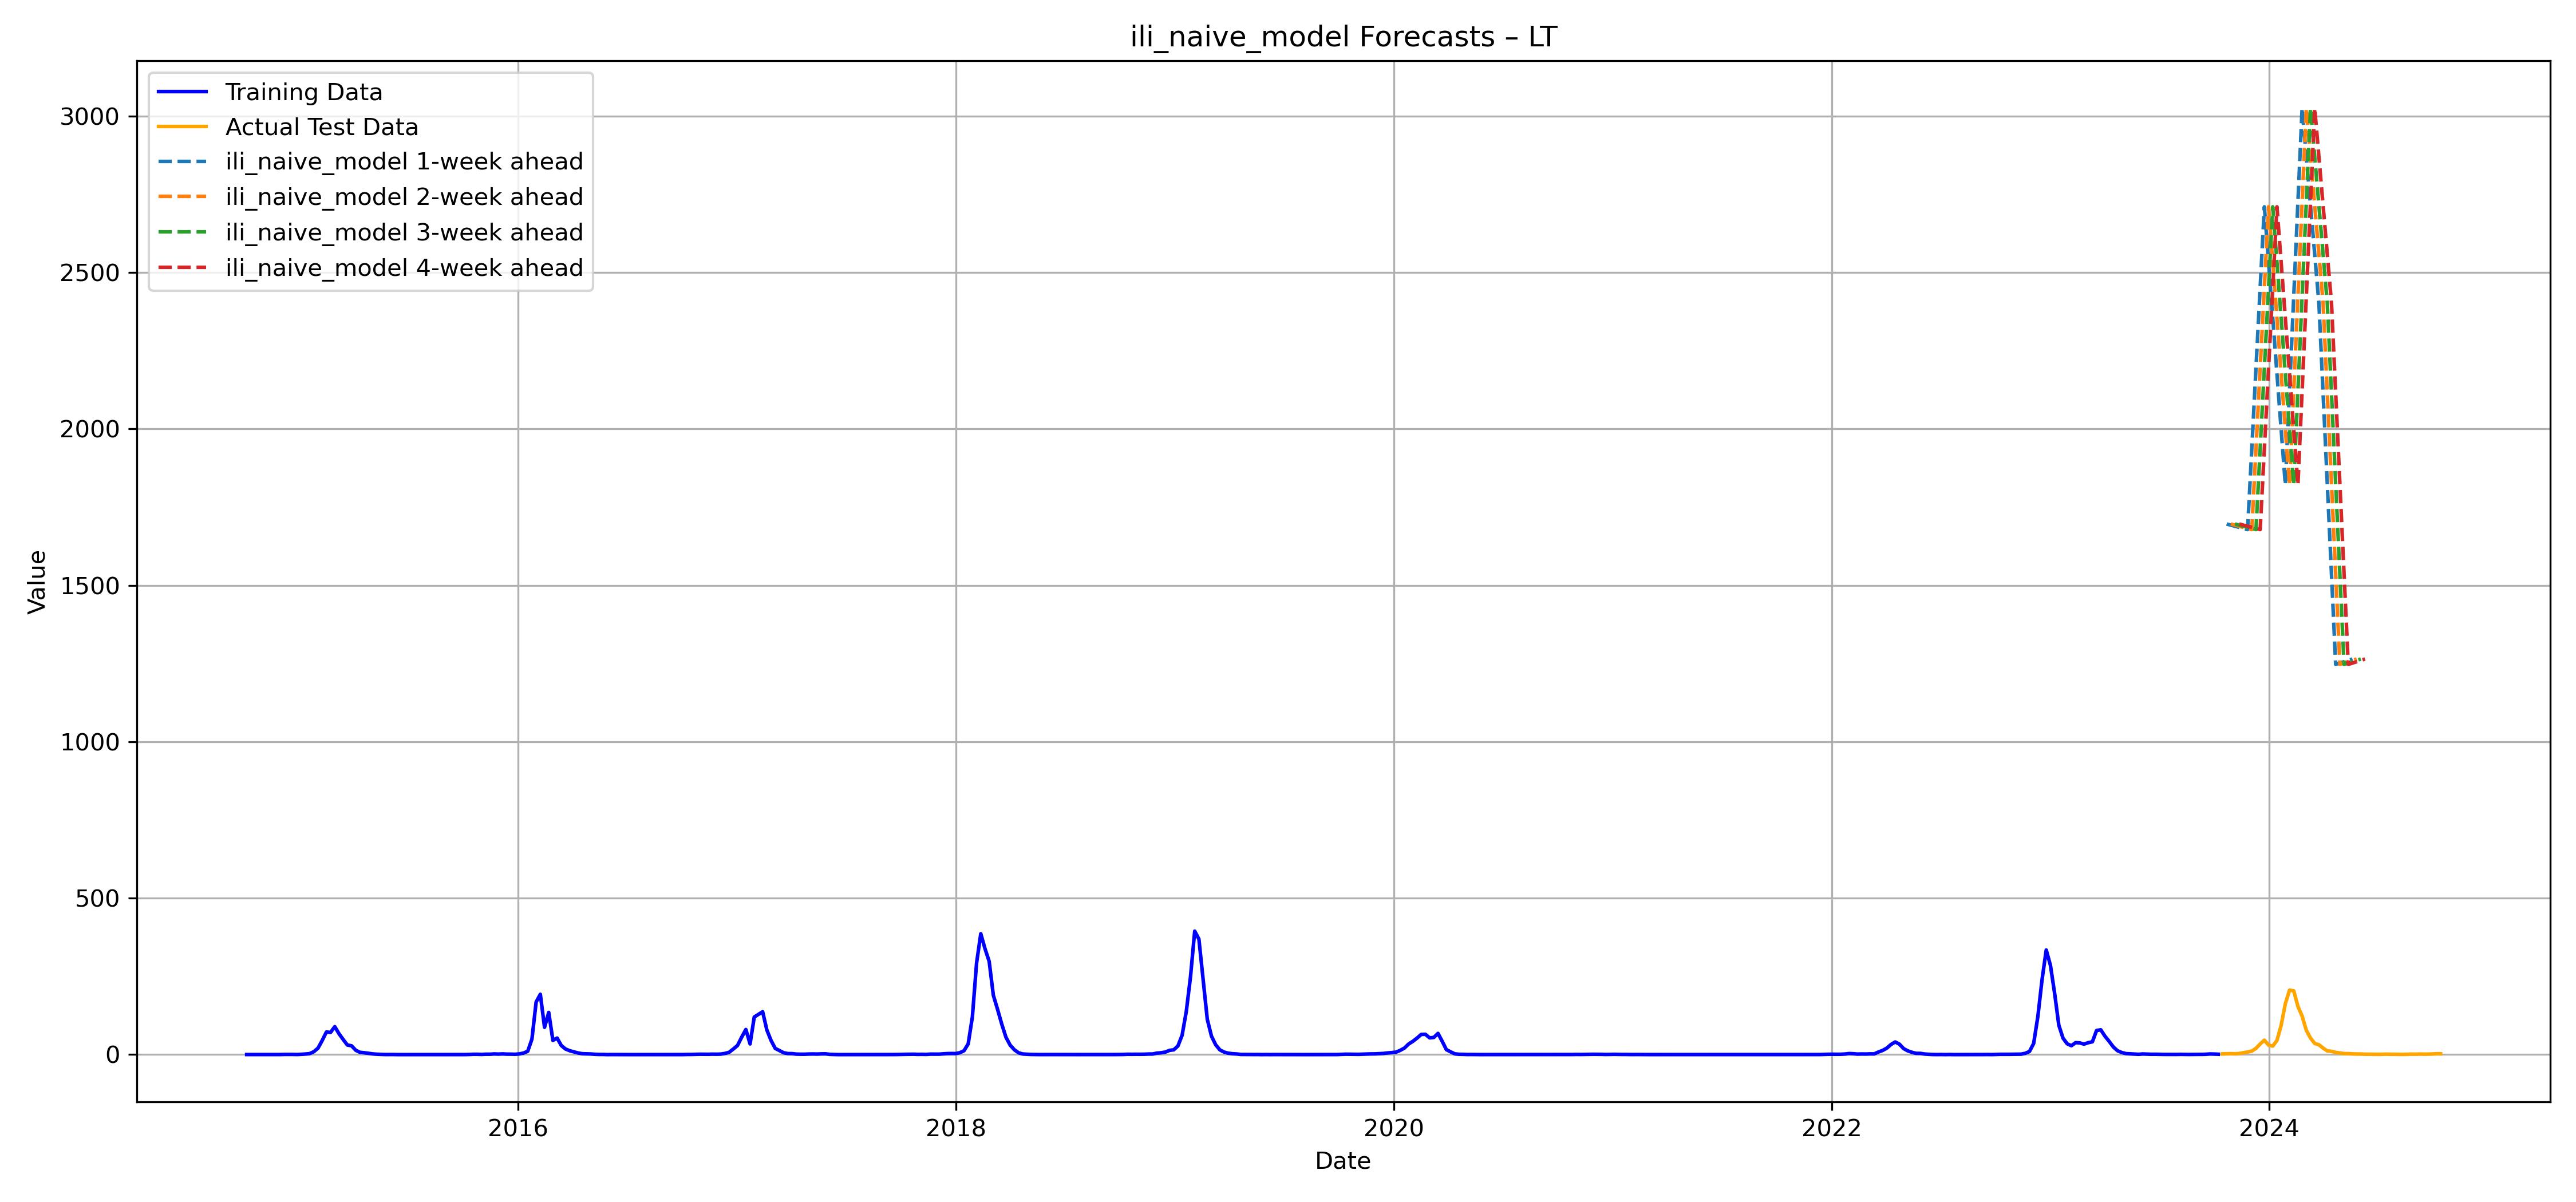 ili_naive_model Forecasts – LT
Training Data
Actual Test Data
ili_naive_model 1-week ahead
ili_naive_model 2-week ahead
ili_naive_model 3-week ahead
ili_naive_model 4-week ahead
3000
2500
2000
1500
1000
500
0
Value
2016
2018
2020
2022
2024
Date